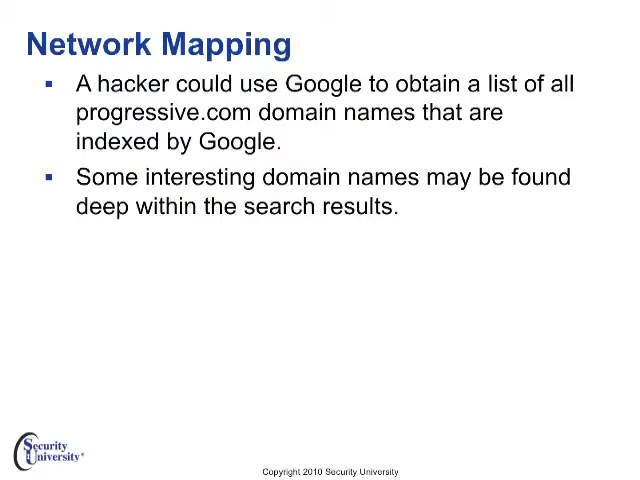 Network Mapping
▪ A hacker could use Google to obtain a list of all
progressive.com domain names that are
indexed by Google.
▪ Some interesting domain names may be found
deep within the search results.
Security
University®
Copyright 2010 Security University